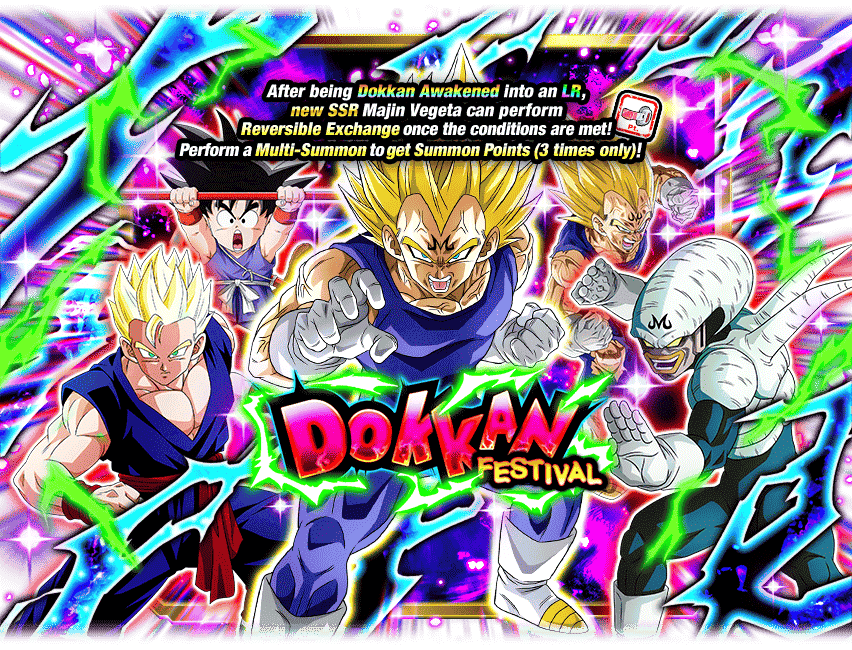 After being Dokkan Awakened into an LR,
new SSR Majin Vegeta can perform
Reversible Exchange once the conditions are met!
Perform a Multi-Summon to get Summon Points (3 times only)!
DOKKAN
FESTIVAL